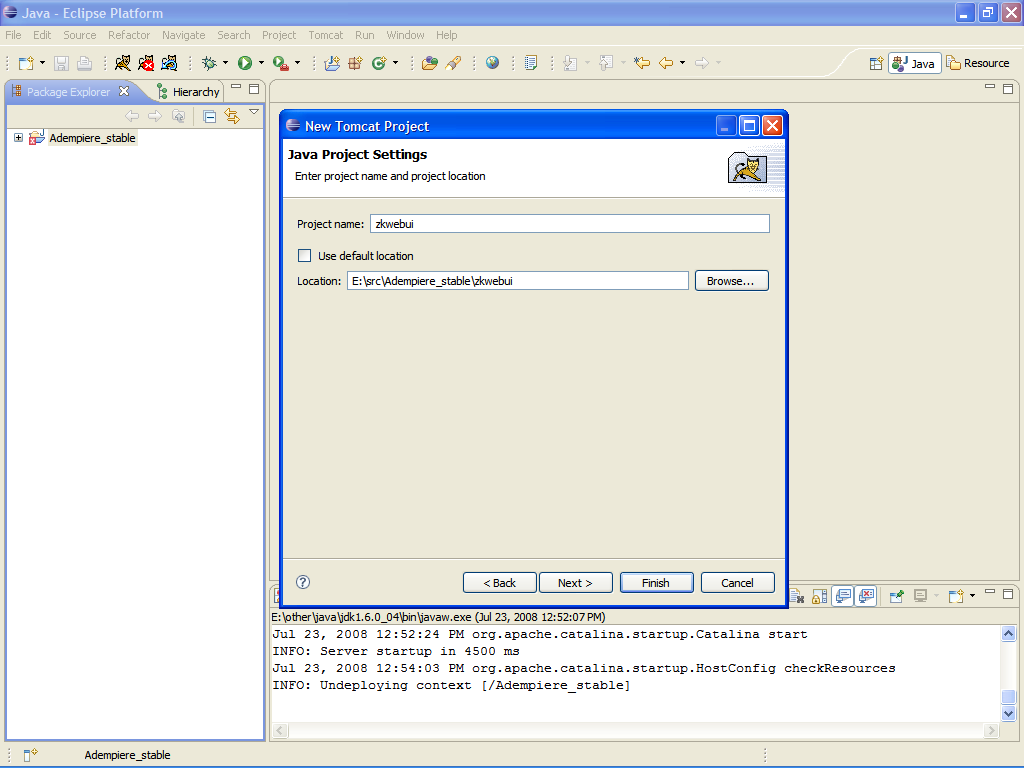 Java - Eclipse Platform
File Edit Source Refactor Navigate Search Project Tomcat Run Window Help
Java Resource
Package Explorer Hierarchy
Adempiere_stable
New Tomcat Project
Java Project Settings
Enter project name and project location
Project name: zkwebui
Use default location
Location: E:\src\Adempiere_stable\zkwebui Browse...
? < Back Next > Finish Cancel
E:\other\java\jdk1.6.0_04\bin\javaw.exe (Jul 23, 2008 12:52:07 PM)
Jul 23, 2008 12:52:24 PM org.apache.catalina.startup.Catalina start
INFO: Server startup in 4500 ms
Jul 23, 2008 12:54:03 PM org.apache.catalina.startup.HostConfig checkResources
INFO: Undeploying context [/Adempiere_stable]
Adempiere_stable